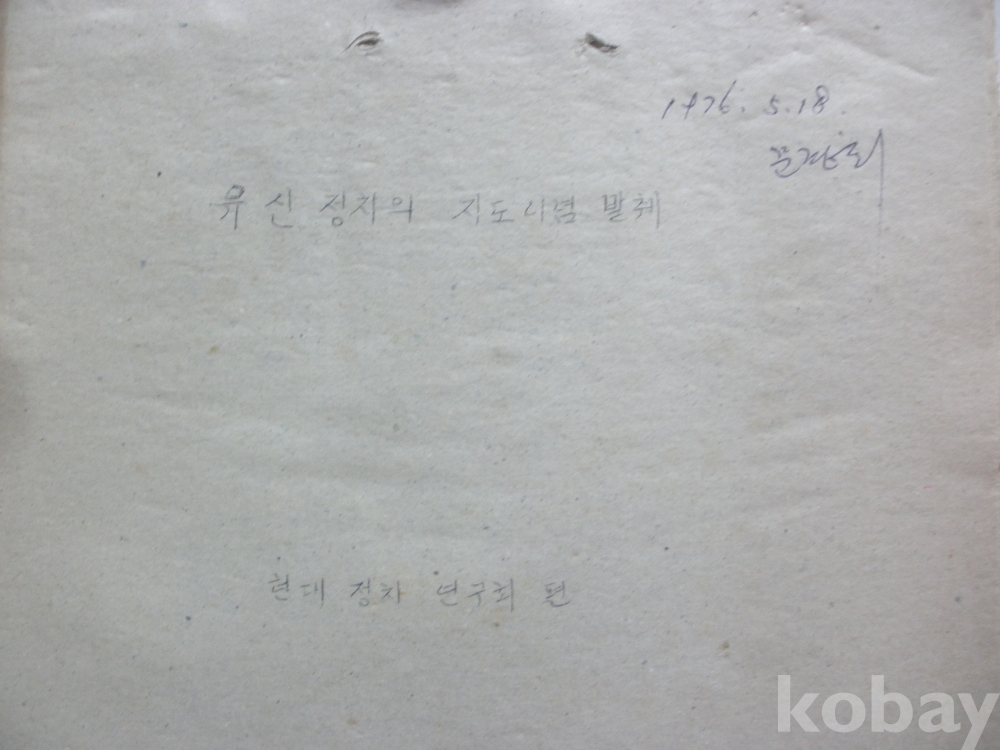 1976. 5. 18.
유신 정치의 지도이념 발췌
현대 정치 연구회 편
kobay